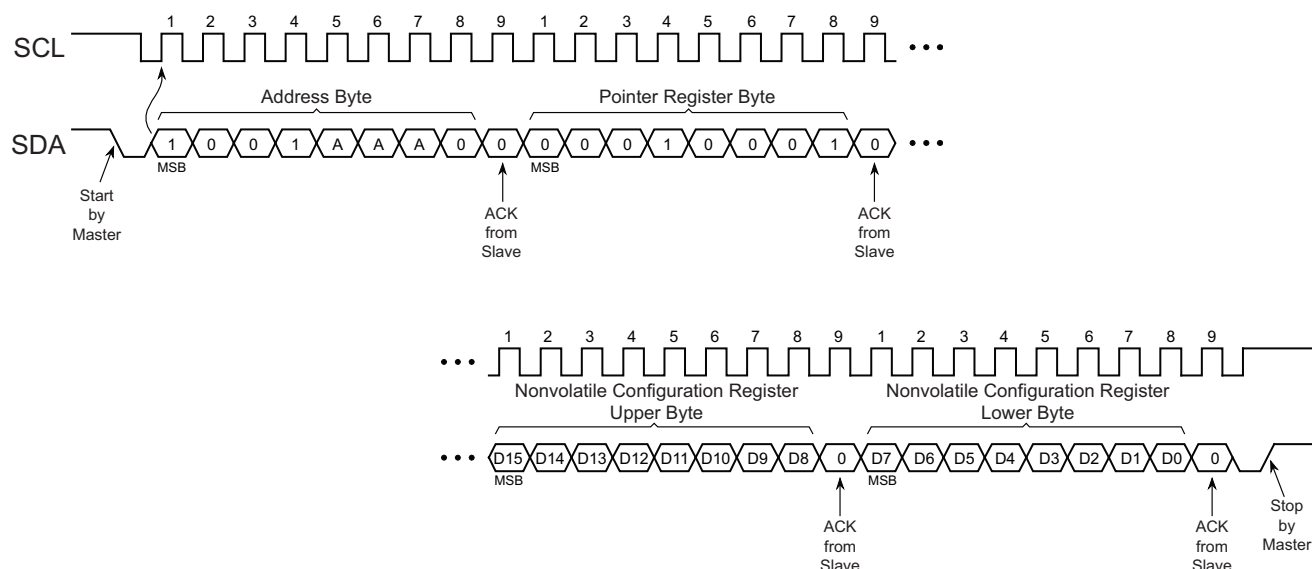 1 2 3 4 5 6 7 8 9 1 2 3 4 5 6 7 8 9
SCL
Address Byte Pointer Register Byte
SDA 1 0 0 1 A A A 0 0 0 0 0 1 0 0 0 1 0
MSB MSB
Start
by
Master
ACK
from
Slave
ACK
from
Slave
1 2 3 4 5 6 7 8 9 1 2 3 4 5 6 7 8 9
Nonvolatile Configuration Register
Upper Byte
Nonvolatile Configuration Register
Lower Byte
D15 D14 D13 D12 D11 D10 D9 D8 0 D7 D6 D5 D4 D3 D2 D1 D0 0
MSB MSB
ACK
from
Slave
ACK
from
Slave
Stop
by
Master